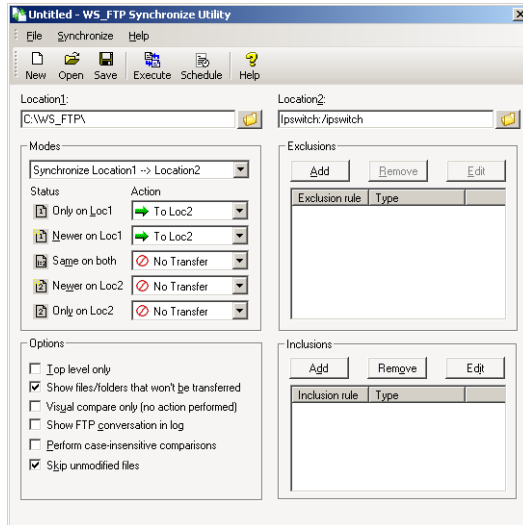 Untitled - WS_FTP Synchronize Utility
File Synchronize Help
New Open Save Execute Schedule Help
Location1: Location2:
C:\WS_FTP\ Ipswitch:/ipswitch
Modes Exclusions
Synchronize Location1 --> Location2 Add Remove Edit
Status Action Exclusion rule Type
Only on Loc1 To Loc2
Newer on Loc1 To Loc2
Same on both No Transfer
Newer on Loc2 No Transfer
Only on Loc2 No Transfer
Options Inclusions
Top level only Add Remove Edit
Show files/folders that won't be transferred
Visual compare only (no action performed) Inclusion rule Type
Show FTP conversation in log
Perform case-insensitive comparisons
Skip unmodified files